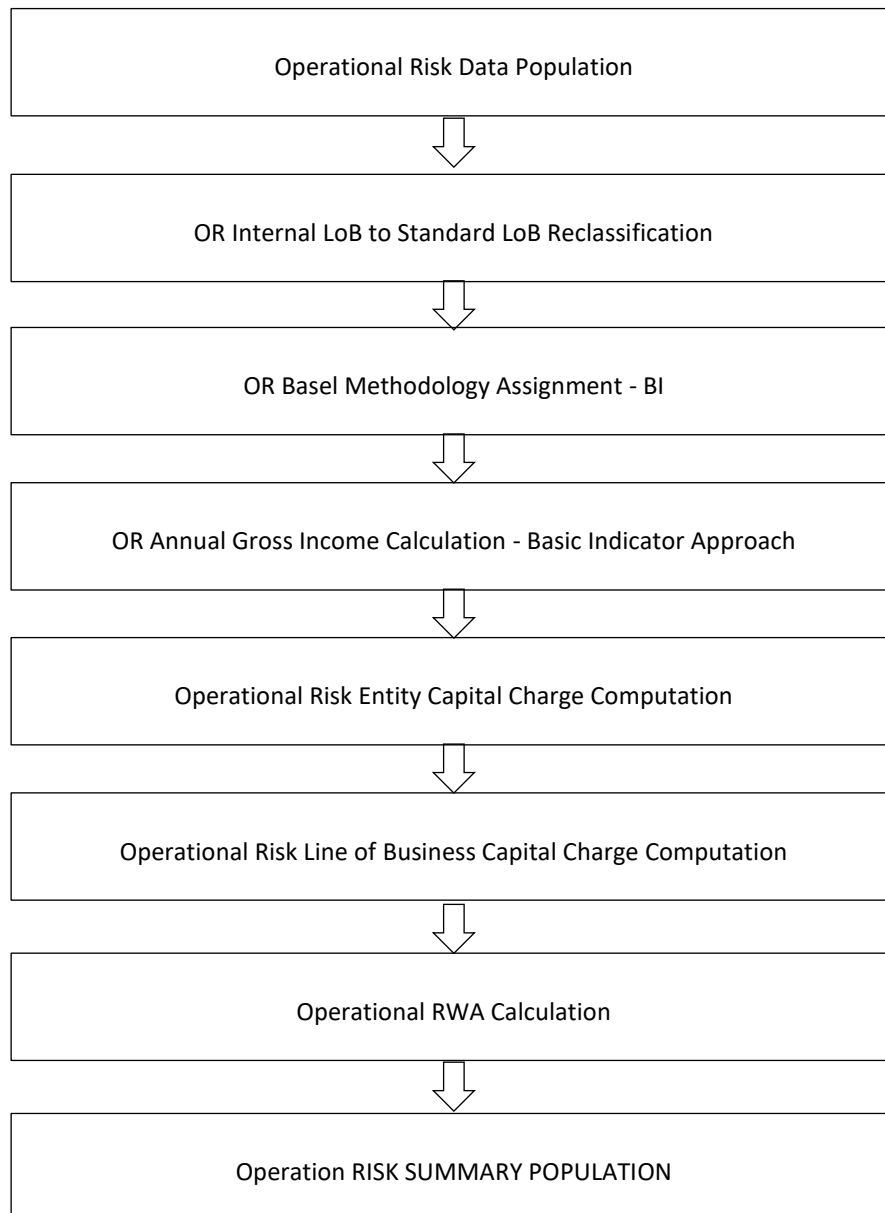 Operational Risk Data Population
OR Internal LoB to Standard LoB Reclassification
OR Basel Methodology Assignment - BI
OR Annual Gross Income Calculation - Basic Indicator Approach
Operational Risk Entity Capital Charge Computation
Operational Risk Line of Business Capital Charge Computation
Operational RWA Calculation
Operation RISK SUMMARY POPULATION